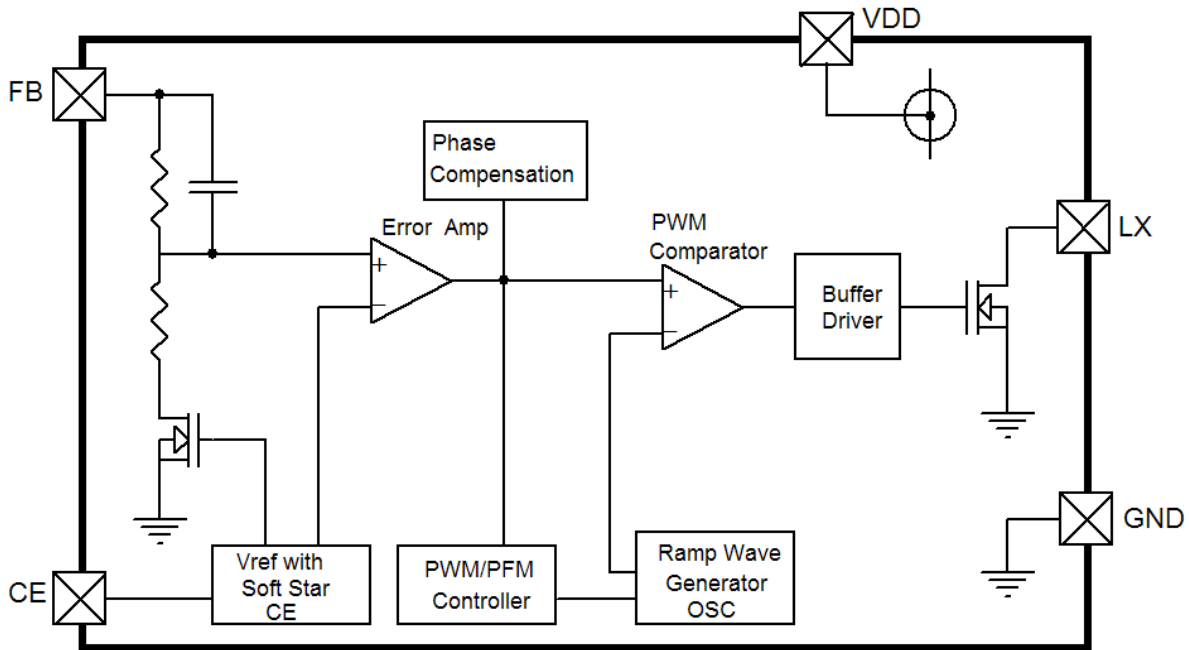 VDD
FB
Phase
Compensation
Error Amp
PWM
Comparator
LX
+
−
+
−
Buffer
Driver
GND
Vref with
Soft Star
CE
PWM/PFM
Controller
Ramp Wave
Generator
OSC
CE